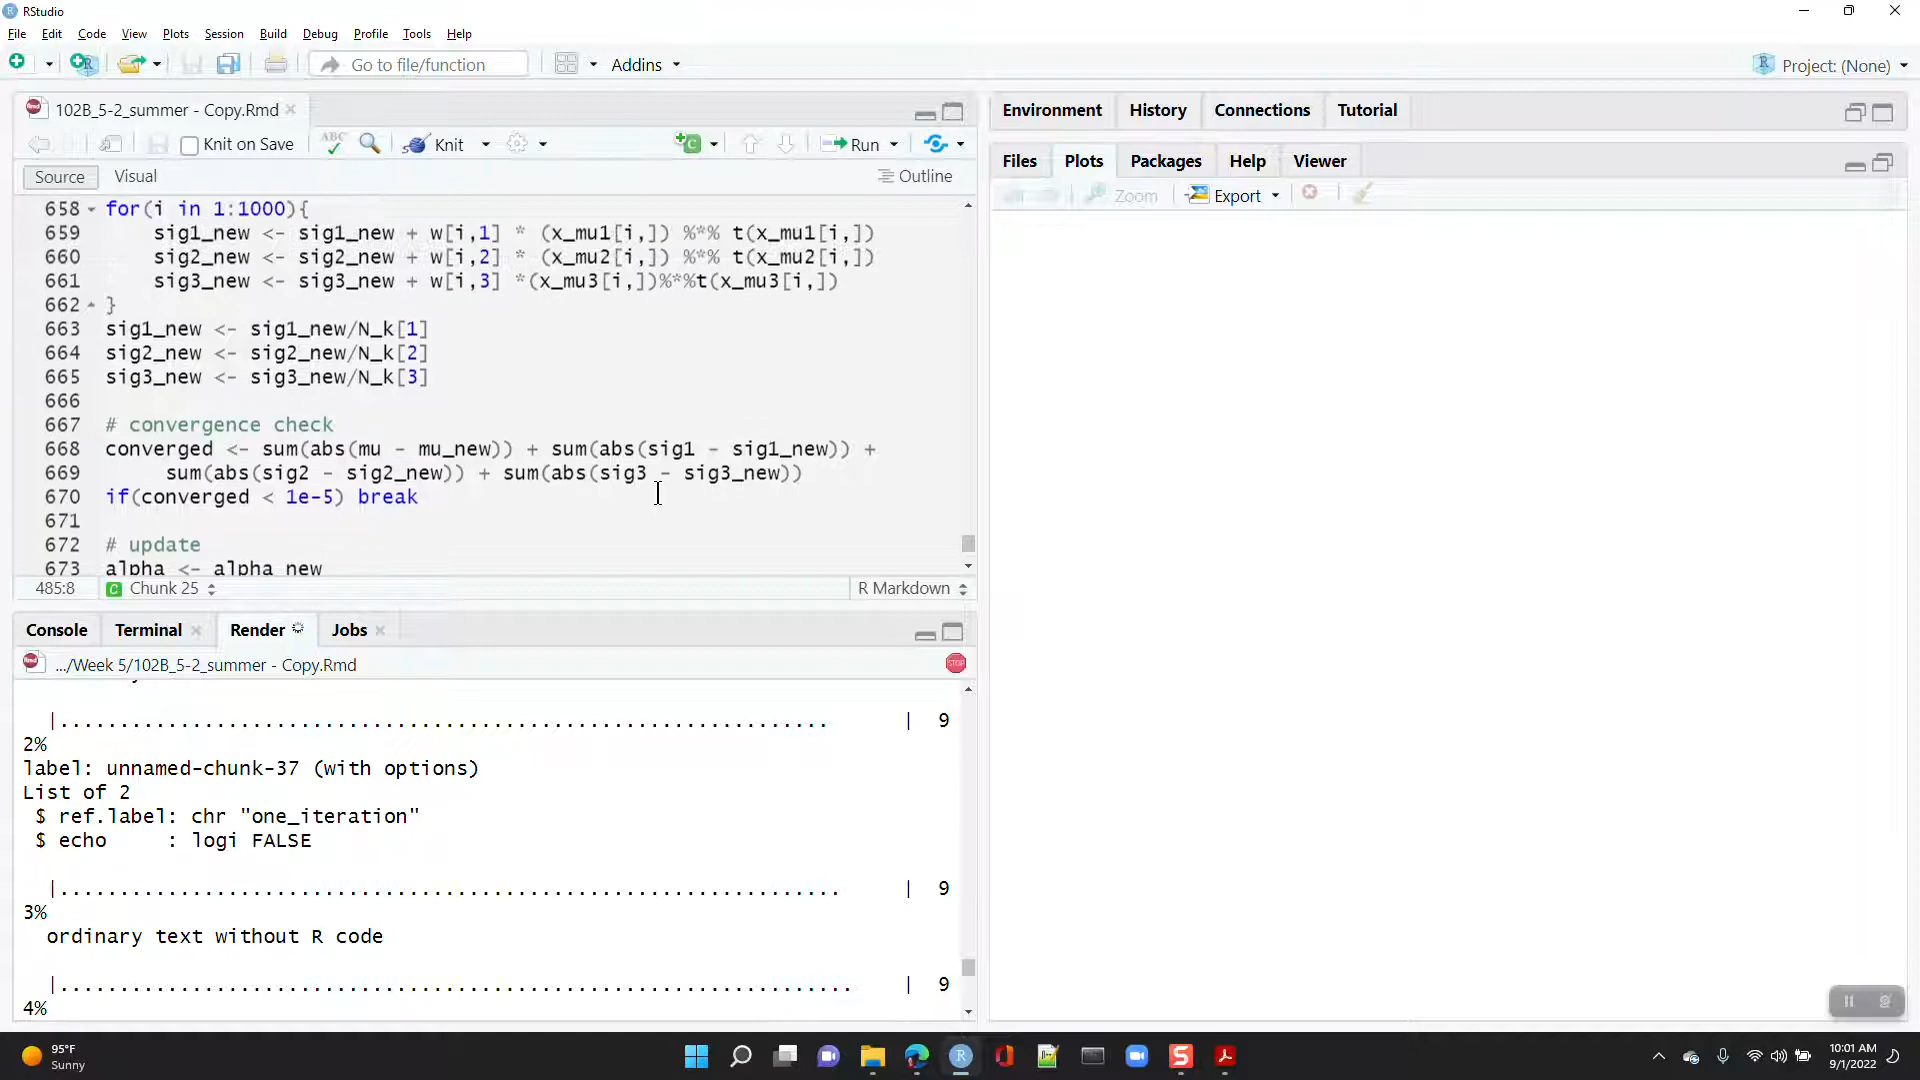 RStudio
File Edit Code View Plots Session Build Debug Profile Tools Help
Go to file/function Addins Project: (None)
102B_5-2_summer - Copy.Rmd
Knit on Save ABC Knit Run
Source Visual Outline
658 for(i in 1:1000){
659 sig1_new <- sig1_new + w[i,1] * (x_mu1[i,]) %*% t(x_mu1[i,])
660 sig2_new <- sig2_new + w[i,2] * (x_mu2[i,]) %*% t(x_mu2[i,])
661 sig3_new <- sig3_new + w[i,3] *(x_mu3[i,])%*%t(x_mu3[i,])
662 }
663 sig1_new <- sig1_new/N_k[1]
664 sig2_new <- sig2_new/N_k[2]
665 sig3_new <- sig3_new/N_k[3]
666
667 # convergence check
668 converged <- sum(abs(mu - mu_new)) + sum(abs(sig1 - sig1_new)) +
669 sum(abs(sig2 - sig2_new)) + sum(abs(sig3 - sig3_new))
670 if(converged < 1e-5) break
671
672 # update
673 alpha <- alpha_new
485:8 Chunk 25 R Markdown
Console Terminal Render Jobs
.../Week 5/102B_5-2_summer - Copy.Rmd STOP
|................................................................. | 9
2%
label: unnamed-chunk-37 (with options)
List of 2
$ ref.label: chr "one_iteration"
$ echo : logi FALSE
|.................................................................. | 9
3%
ordinary text without R code
|................................................................... | 9
4%
Environment History Connections Tutorial
Files Plots Packages Help Viewer
Zoom Export
95°F
Sunny
10:01 AM
9/1/2022